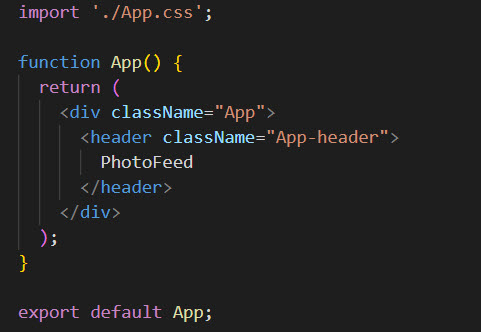 import './App.css';

function App() {
  return (
    <div className="App">
      <header className="App-header">
        PhotoFeed
      </header>
    </div>
  );
}

export default App;